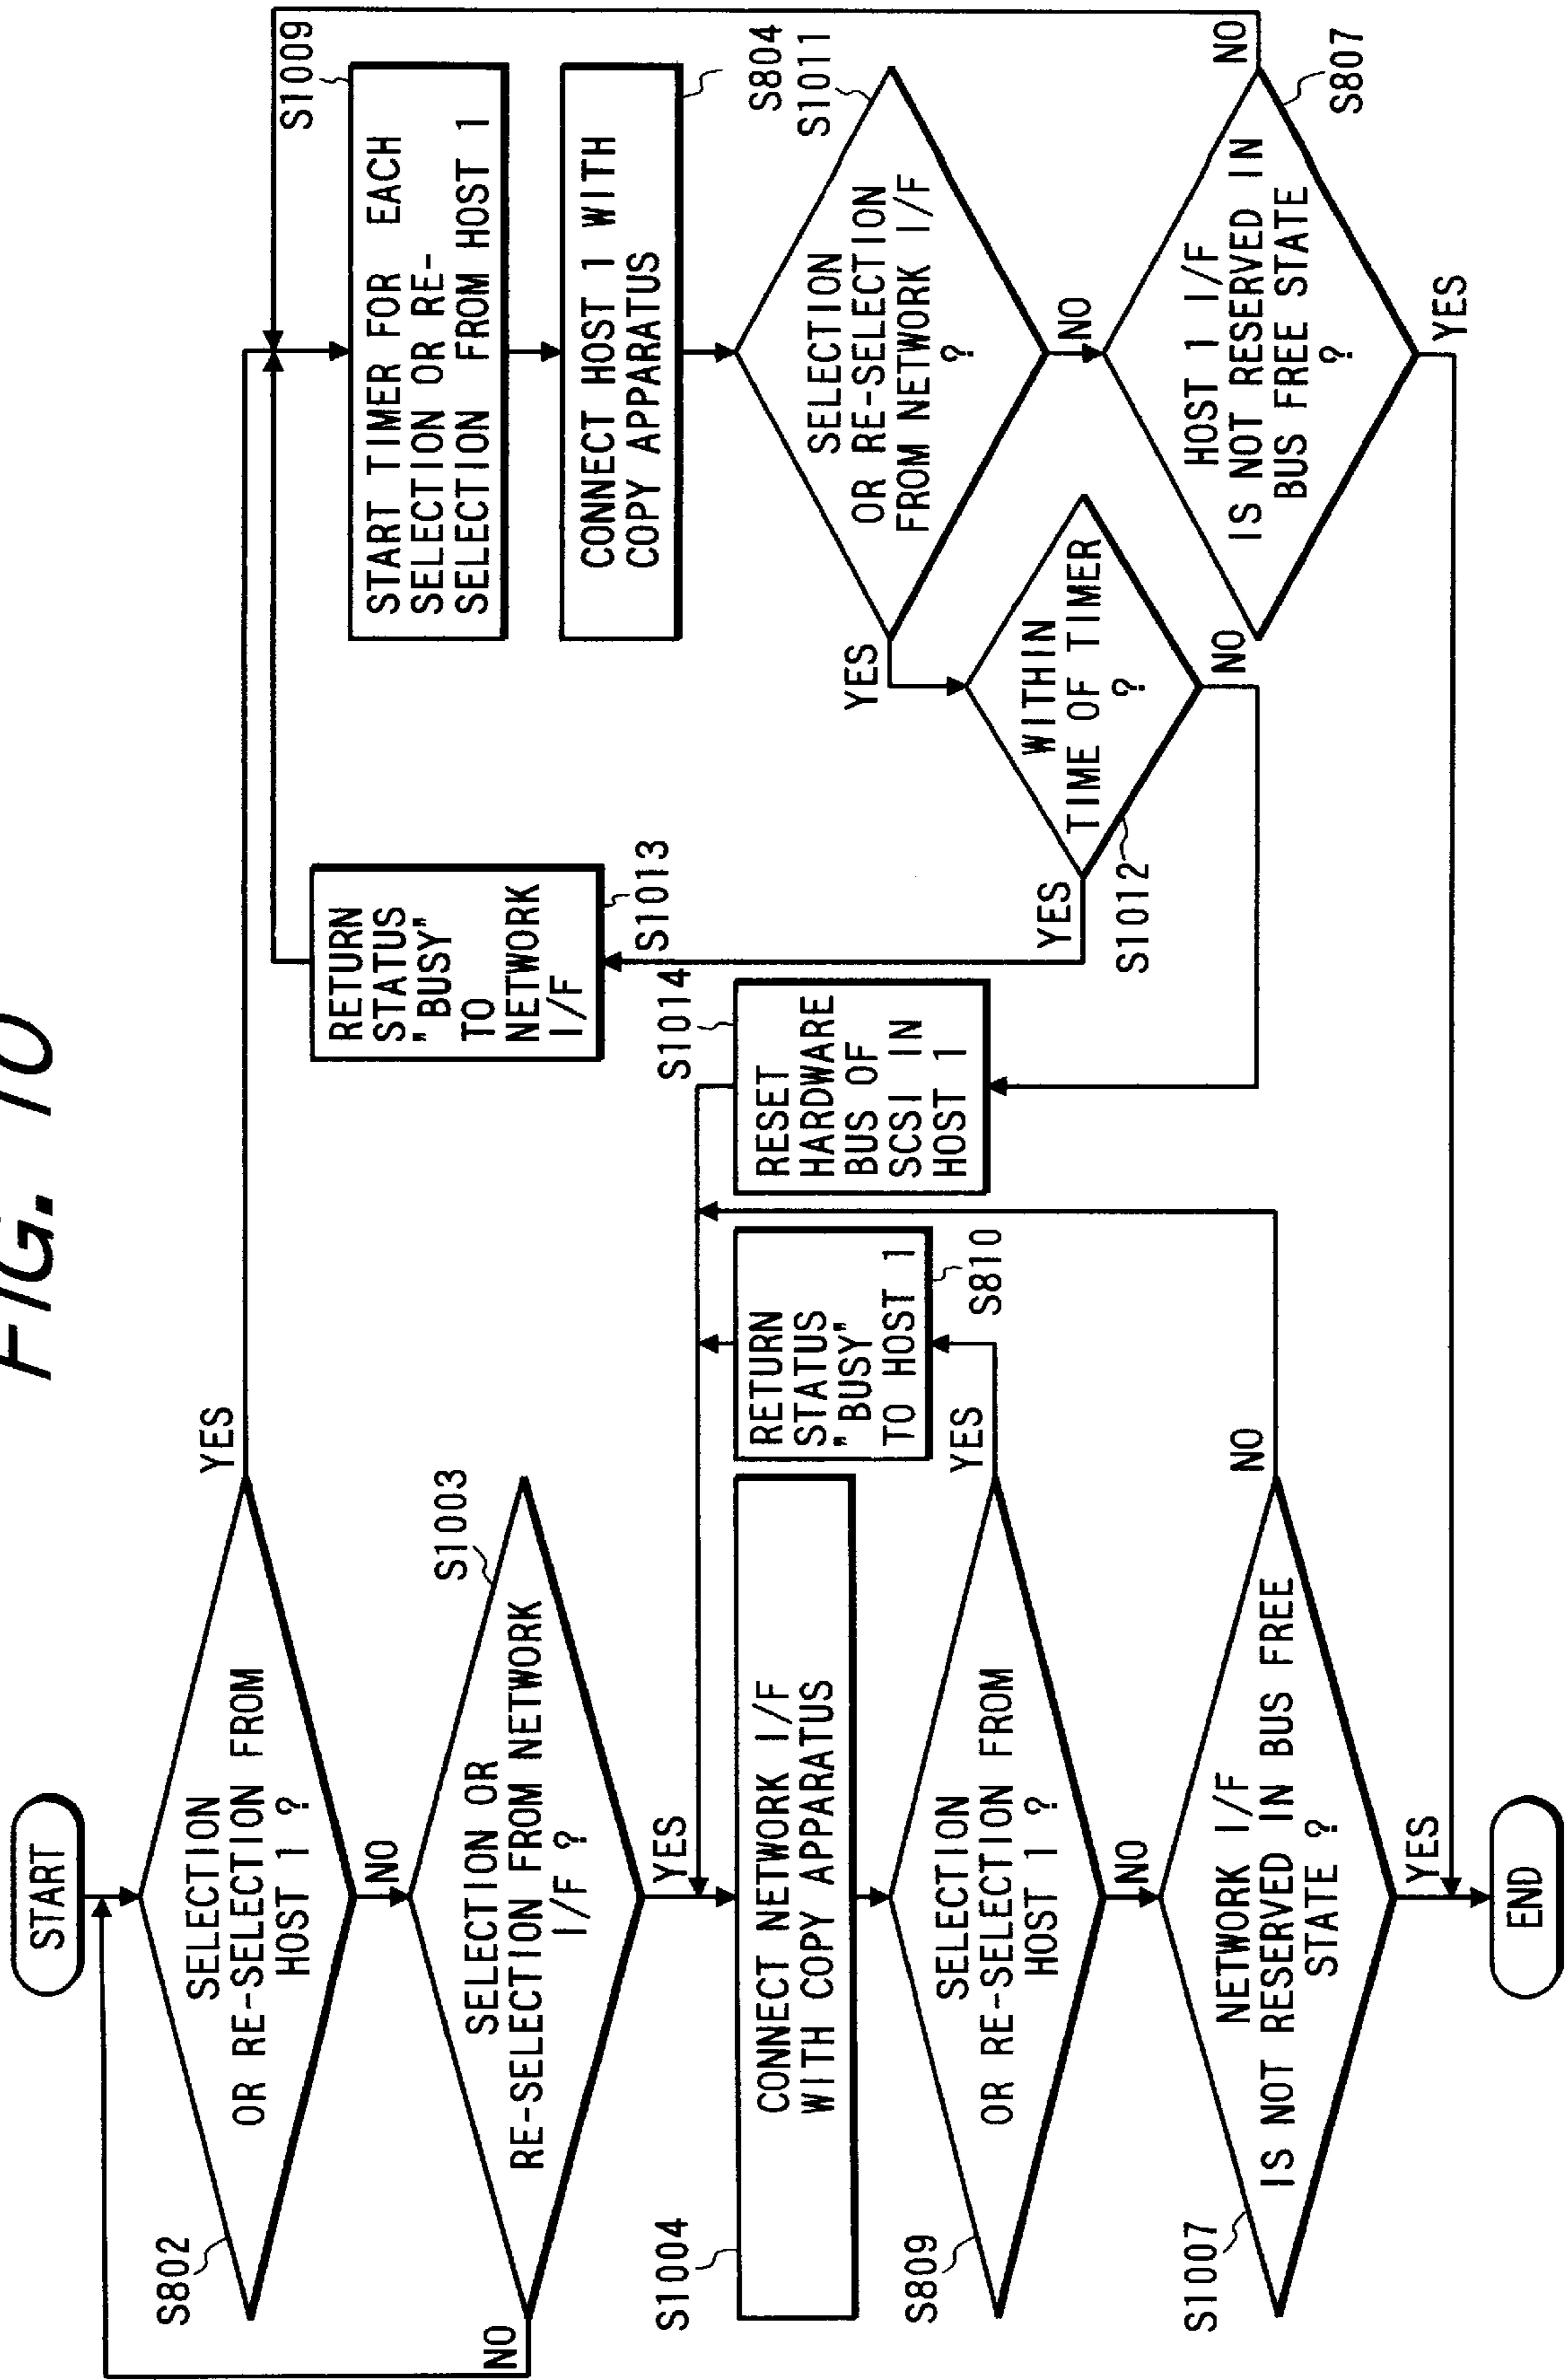 FIG. 10
START
S802
SELECTION
OR RE-SELECTION FROM
HOST 1 ?
YES
NO
S1003
SELECTION OR
RE-SELECTION FROM NETWORK
I/F ?
NO
YES
S1004
CONNECT NETWORK I/F
WITH COPY APPARATUS
S809
SELECTION
OR RE-SELECTION FROM
HOST 1 ?
YES
NO
RETURN
STATUS
"BUSY"
TO HOST 1
S810
S1007
NETWORK I/F
IS NOT RESERVED IN BUS FREE
STATE ?
NO
YES
END
S1009
START TIMER FOR EACH
SELECTION OR RE-
SELECTION FROM HOST 1
CONNECT HOST 1 WITH
COPY APPARATUS
S804
S1011
SELECTION
OR RE-SELECTION
FROM NETWORK I/F
?
YES
NO
WITHIN
TIME OF TIMER
?
S1012
YES
NO
RETURN
STATUS
"BUSY"
TO
NETWORK
I/F
S1013
S1014
RESET
HARDWARE
BUS OF
SCSI IN
HOST 1
HOST 1 I/F
IS NOT RESERVED IN
BUS FREE STATE
?
S807
NO
YES